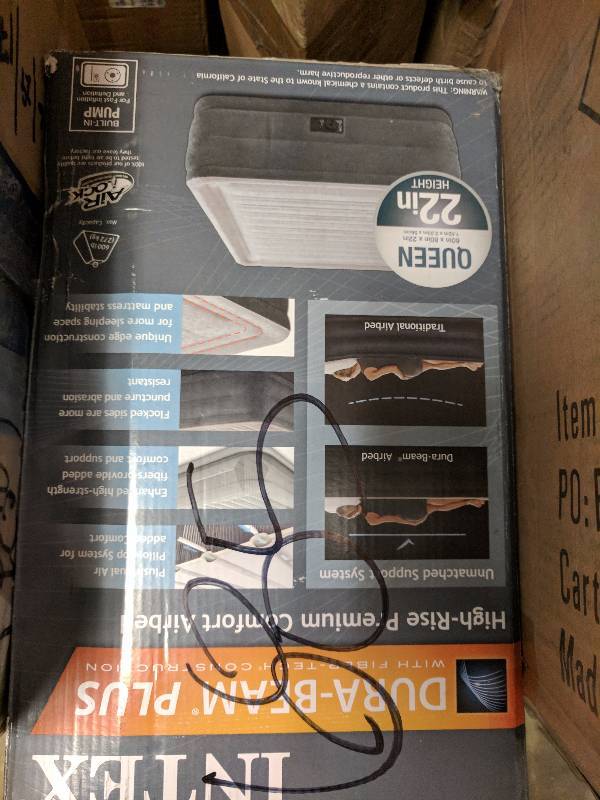 INTEX
DURA-BEAM® PLUS
WITH FIBER-TECH CONSTRUCTION
High-Rise Premium Comfort Airbed
Plush Dual Air
Pillow Top System for
added Comfort
Enhanced high-strength
fibers provide added
comfort and support
Flocked sides are more
puncture and abrasion
resistant
Unique edge construction
for more sleeping space
and mattress stability
Unmatched Support System
Dura-Beam® Airbed
Traditional Airbed
QUEEN
60in x 80in x 22in
22in
HEIGHT
600 lb
(272 kg)
Max. Capacity
AIR
LOCK
100% of our products are quality
tested to be air tight before
they leave our factory
BUILT-IN
PUMP
For Fast Inflation
and Deflation
WARNING: This product contains a chemical known to the State of California
to cause birth defects or other reproductive harm.
Item
PO:
Cart
Mad